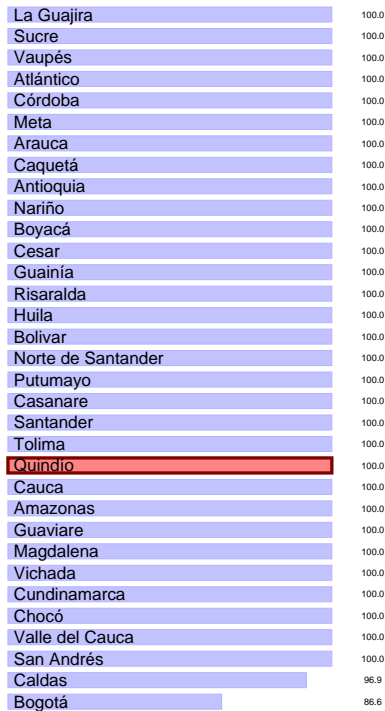 La Guajira 100.0
Sucre 100.0
Vaupés 100.0
Atlántico 100.0
Córdoba 100.0
Meta 100.0
Arauca 100.0
Caquetá 100.0
Antioquia 100.0
Nariño 100.0
Boyacá 100.0
Cesar 100.0
Guainía 100.0
Risaralda 100.0
Huila 100.0
Bolivar 100.0
Norte de Santander 100.0
Putumayo 100.0
Casanare 100.0
Santander 100.0
Tolima 100.0
Quindío 100.0
Cauca 100.0
Amazonas 100.0
Guaviare 100.0
Magdalena 100.0
Vichada 100.0
Cundinamarca 100.0
Chocó 100.0
Valle del Cauca 100.0
San Andrés 100.0
Caldas 96.9
Bogotá 86.6